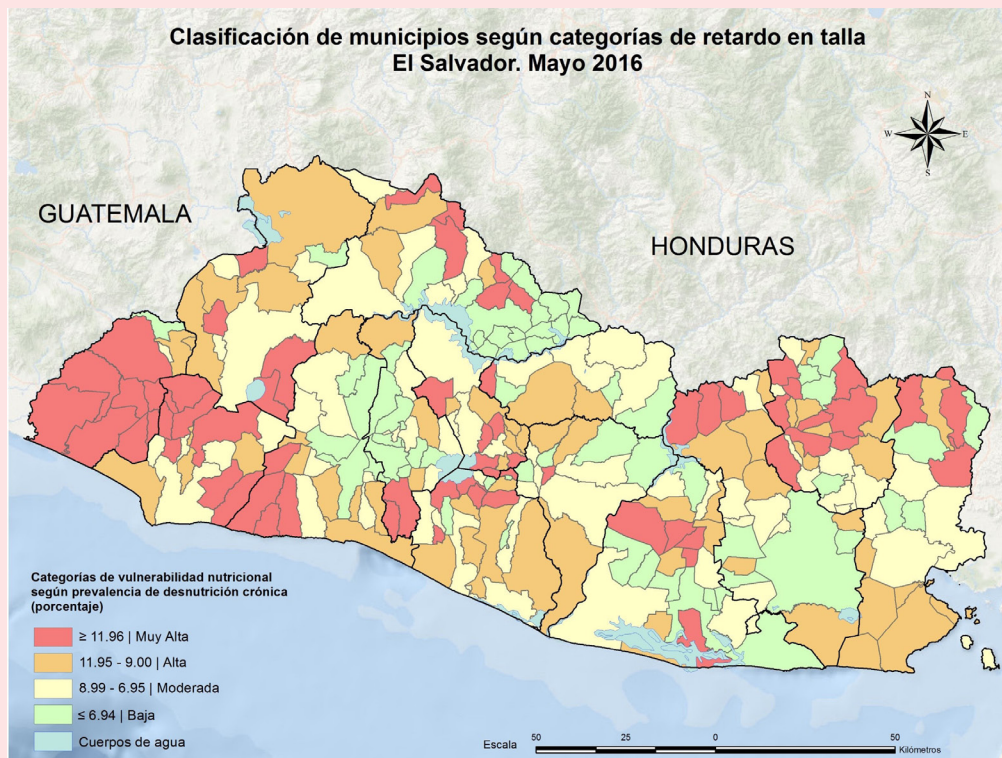 Clasificación de municipios según categorías de retardo en talla
El Salvador. Mayo 2016
N
W
E
S
GUATEMALA
HONDURAS
Categorías de vulnerabilidad nutricional
según prevalencia de desnutrición crónica
(porcentaje)
≥ 11.96 | Muy Alta
11.95 - 9.00 | Alta
8.99 - 6.95 | Moderada
≤ 6.94 | Baja
Cuerpos de agua
Escala
50 25 0 50
Kilómetros